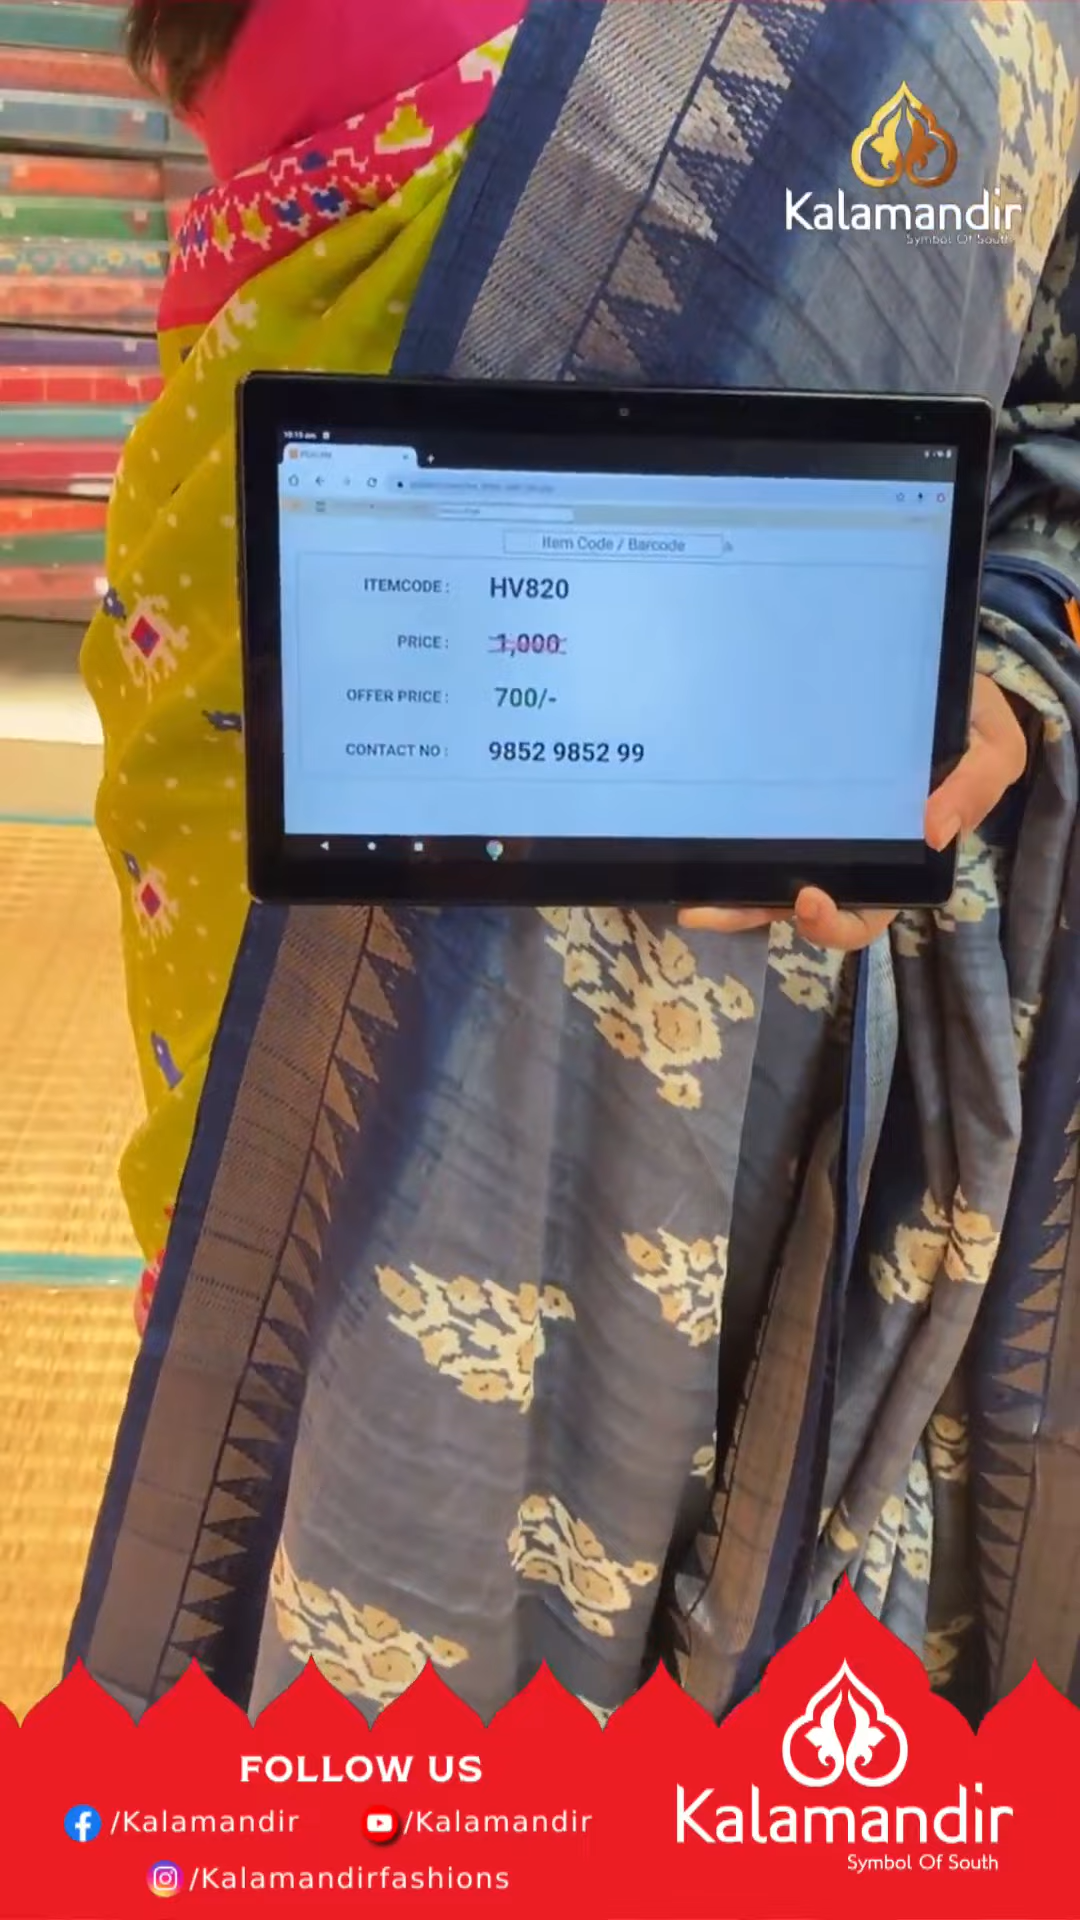 Kalamandir
Symbol Of South
Item Code / Barcode
ITEMCODE : HV820
PRICE : 1,000
OFFER PRICE : 700/-
CONTACT NO : 9852 9852 99
FOLLOW US
/Kalamandir /Kalamandir
/Kalamandirfashions
Kalamandir
Symbol Of South